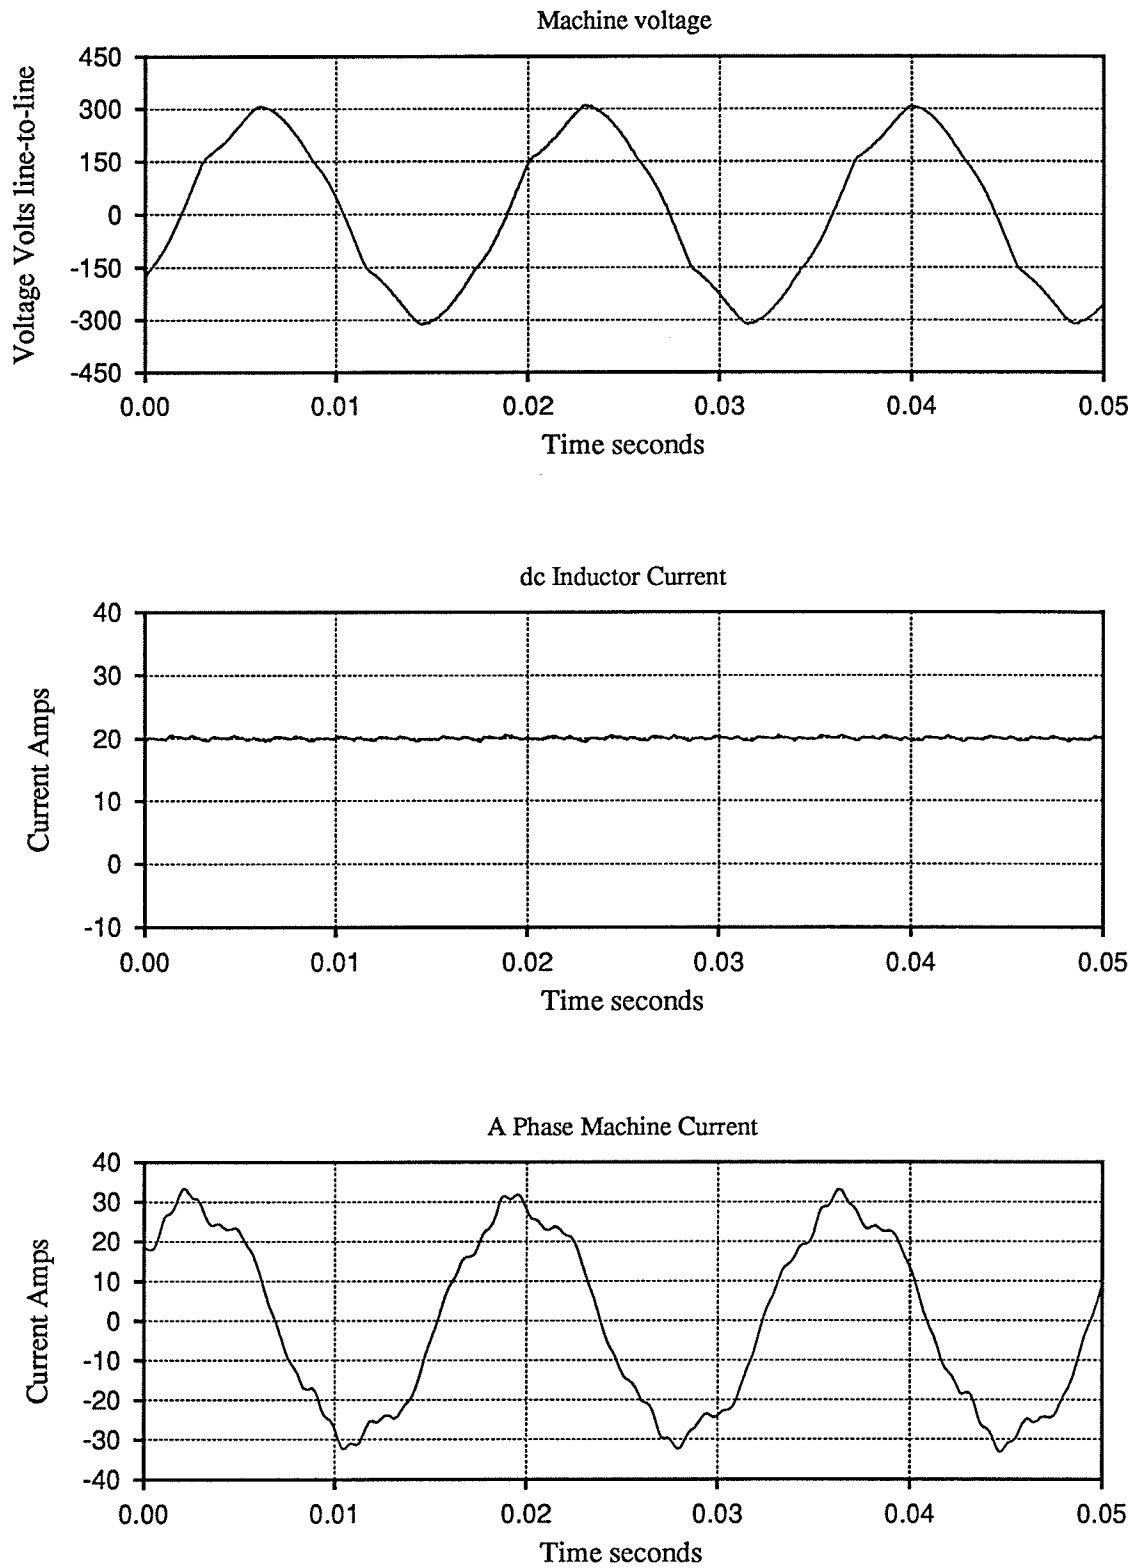 Machine voltage
Voltage Volts line-to-line
450
300
150
0
-150
-300
-450
0.00 0.01 0.02 0.03 0.04 0.05
Time seconds
dc Inductor Current
Current Amps
40
30
20
10
0
-10
0.00 0.01 0.02 0.03 0.04 0.05
Time seconds
A Phase Machine Current
Current Amps
40
30
20
10
0
-10
-20
-30
-40
0.00 0.01 0.02 0.03 0.04 0.05
Time seconds